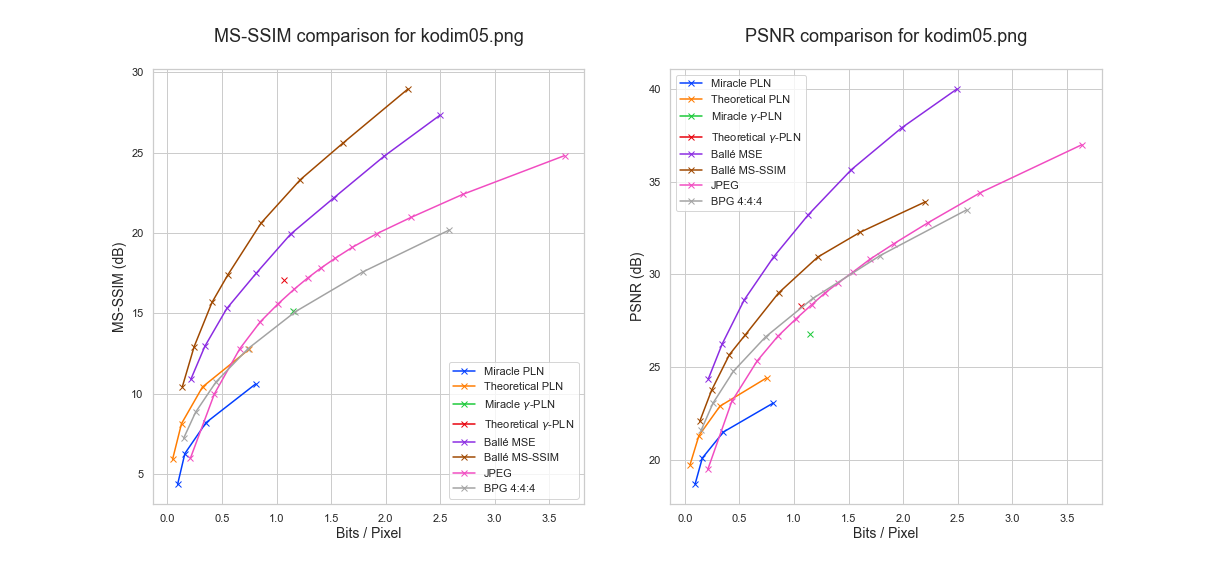 MS-SSIM comparison for kodim05.png
MS-SSIM (dB)
30
25
20
15
10
5
0.0 0.5 1.0 1.5 2.0 2.5 3.0 3.5
Bits / Pixel
Miracle PLN
Theoretical PLN
Miracle γ-PLN
Theoretical γ-PLN
Ballé MSE
Ballé MS-SSIM
JPEG
BPG 4:4:4
PSNR comparison for kodim05.png
PSNR (dB)
40
35
30
25
20
0.0 0.5 1.0 1.5 2.0 2.5 3.0 3.5
Bits / Pixel
Miracle PLN
Theoretical PLN
Miracle γ-PLN
Theoretical γ-PLN
Ballé MSE
Ballé MS-SSIM
JPEG
BPG 4:4:4